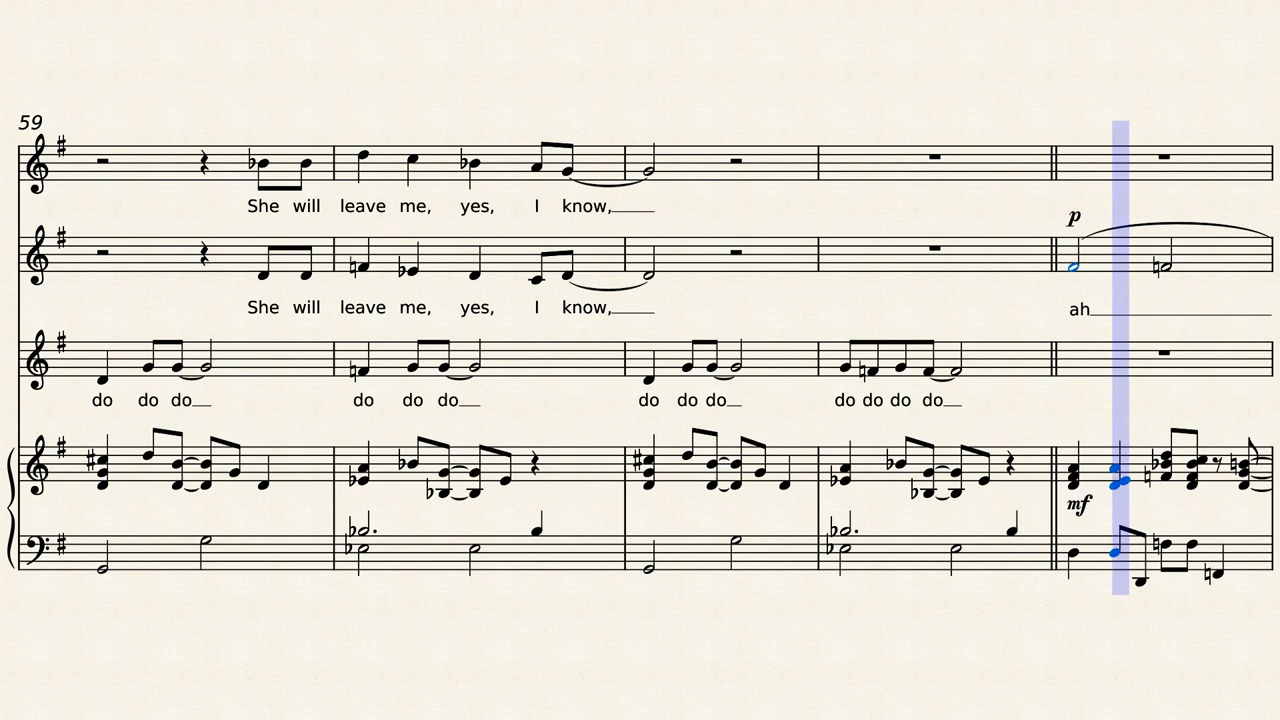 59
She will leave me, yes, I know,
p
She will leave me, yes, I know,
ah
do do do do do do do do do do do do do
mf